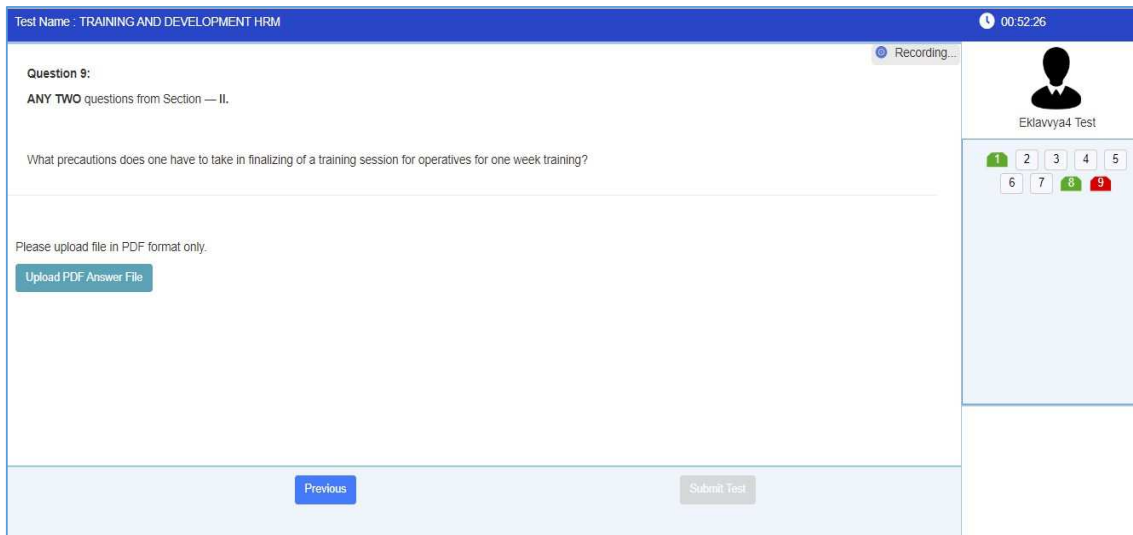 Test Name : TRAINING AND DEVELOPMENT HRM
00:52:26
Recording...
Question 9:
ANY TWO questions from Section — II.
Eklavvya4 Test
What precautions does one have to take in finalizing of a training session for operatives for one week training?
1 2 3 4 5
6 7 8 9
Please upload file in PDF format only.
Upload PDF Answer File
Previous
Submit Test